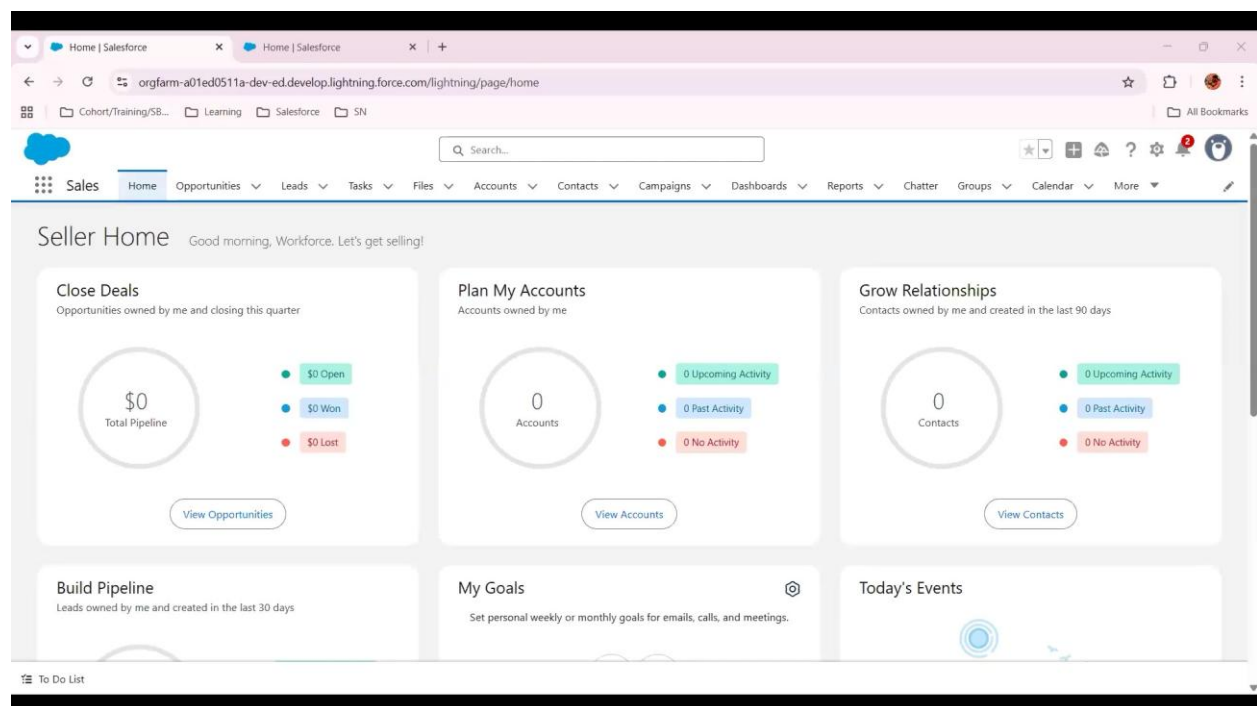 Home | Salesforce Home | Salesforce
orgfarm-a01ed0511a-dev-ed.develop.lightning.force.com/lightning/page/home
Cohort/Training/SB... Learning Salesforce SN All Bookmarks
Search... 2
Sales Home Opportunities Leads Tasks Files Accounts Contacts Campaigns Dashboards Reports Chatter Groups Calendar More
Seller Home Good morning, Workforce. Let's get selling!
Close Deals
Opportunities owned by me and closing this quarter
$0
Total Pipeline
$0 Open
$0 Won
$0 Lost
View Opportunities
Plan My Accounts
Accounts owned by me
0
Accounts
0 Upcoming Activity
0 Past Activity
0 No Activity
View Accounts
Grow Relationships
Contacts owned by me and created in the last 90 days
0
Contacts
0 Upcoming Activity
0 Past Activity
0 No Activity
View Contacts
Build Pipeline
Leads owned by me and created in the last 30 days
My Goals
Set personal weekly or monthly goals for emails, calls, and meetings.
Today's Events
To Do List